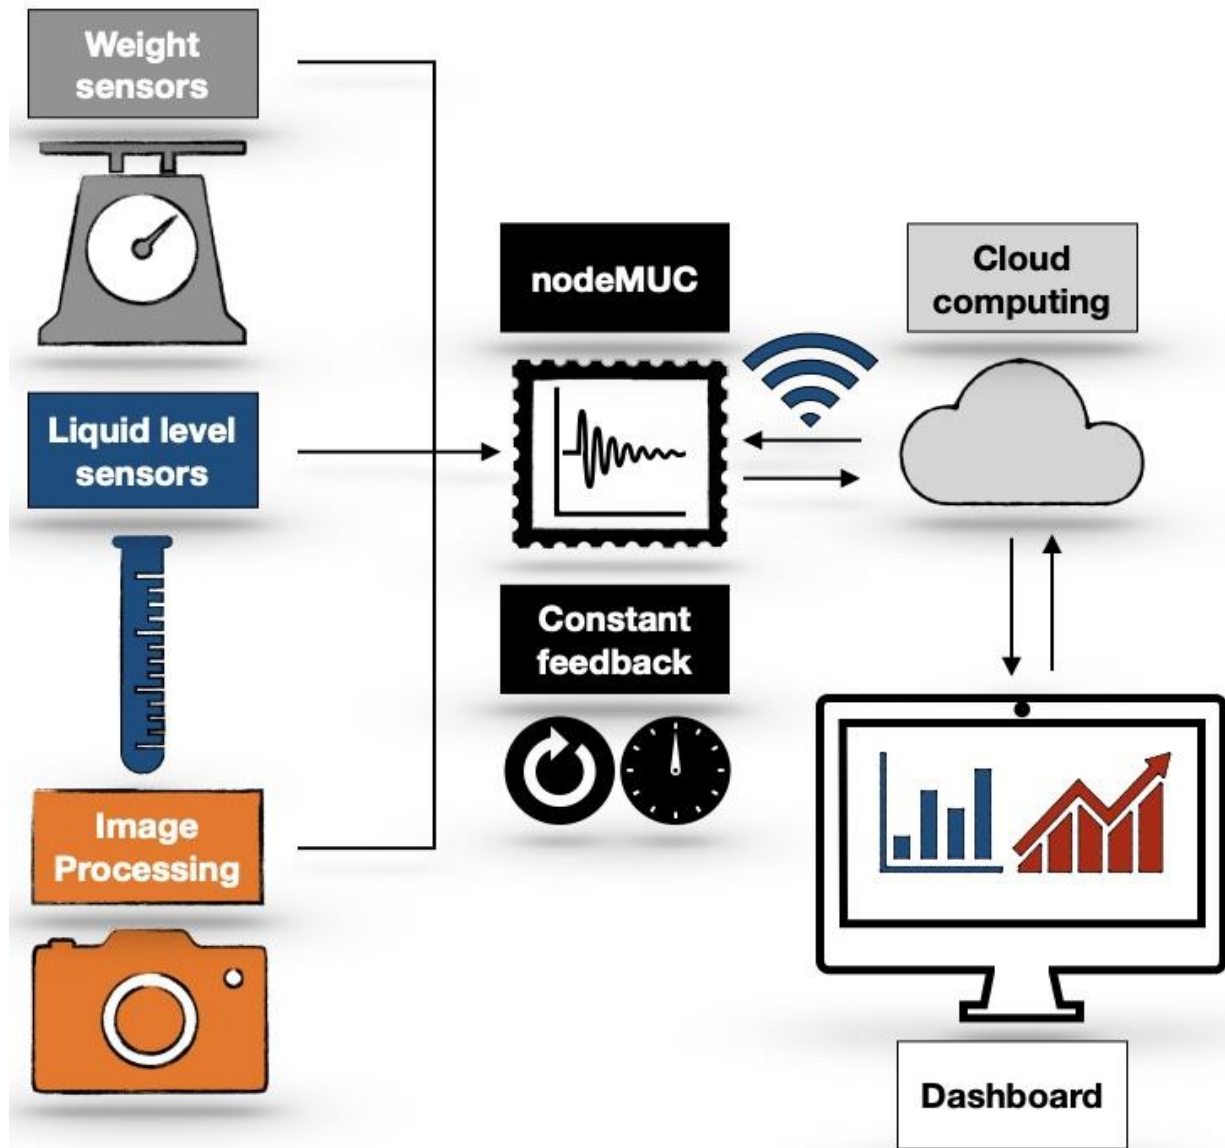 Weight
sensors
Liquid level
sensors
Image
Processing
nodeMUC
Constant
feedback
Cloud
computing
Dashboard